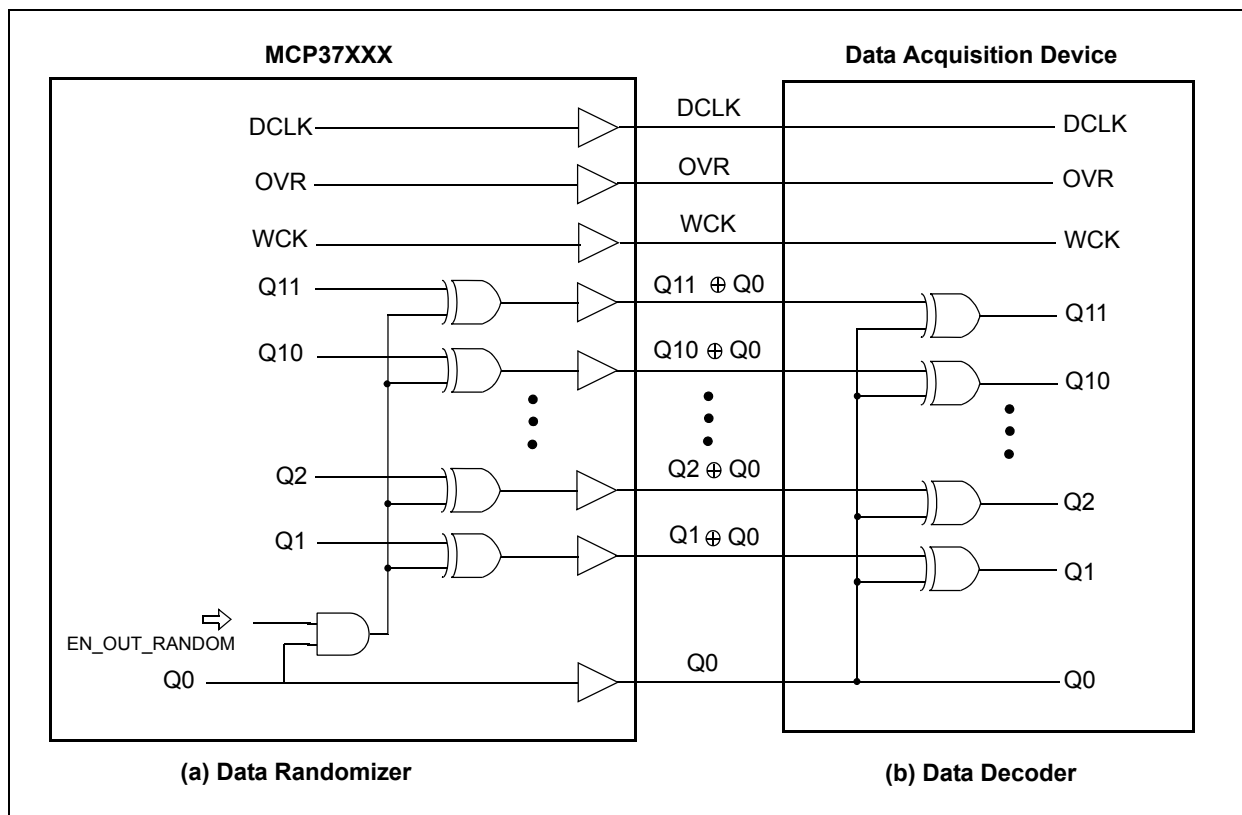 MCP37XXX
Data Acquisition Device
DCLK
DCLK
DCLK
OVR
OVR
OVR
WCK
WCK
WCK
Q11
Q11 ⊕ Q0
Q11
Q10
Q10 ⊕ Q0
Q10
Q2
Q2 ⊕ Q0
Q2
Q1
Q1 ⊕ Q0
Q1
EN_OUT_RANDOM
Q0
Q0
Q0
(a) Data Randomizer
(b) Data Decoder